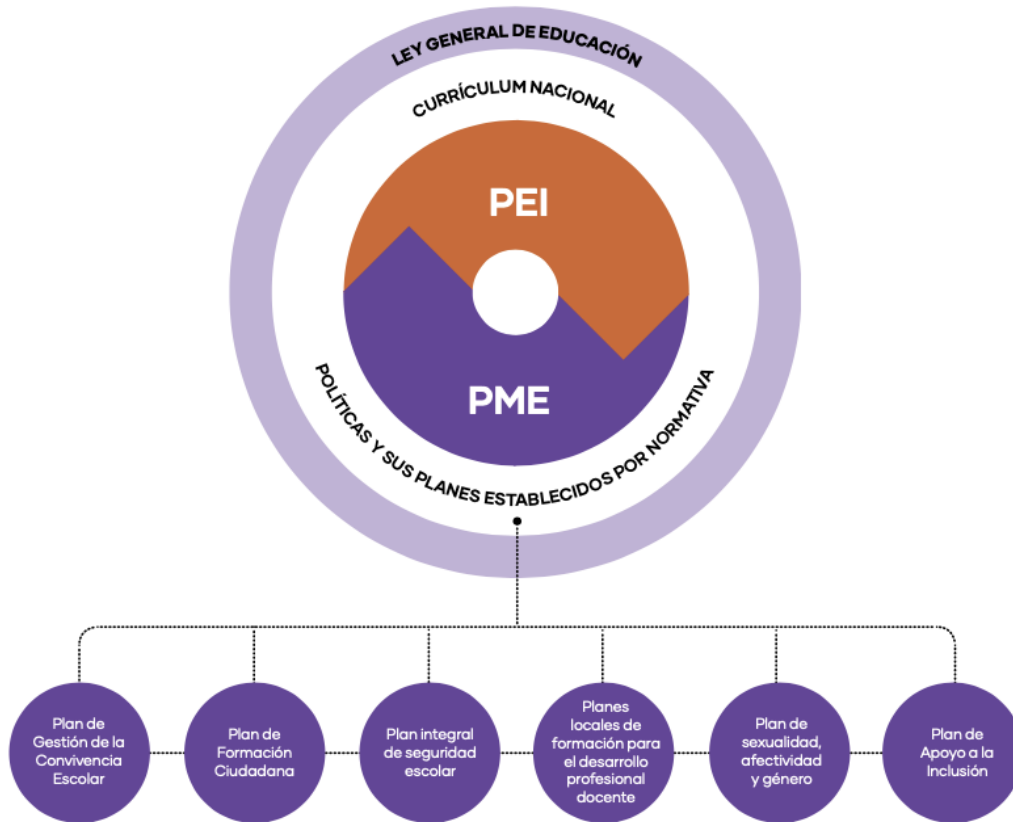 LEY GENERAL DE EDUCACIÓN
CURRÍCULUM NACIONAL
PEI
PME
POLÍTICAS Y SUS PLANES ESTABLECIDOS POR NORMATIVA
Plan de
Gestión de la
Convivencia
Escolar
Plan de
Formación
Ciudadana
Plan integral
de seguridad
escolar
Planes
locales de
formación para
el desarrollo
profesional
docente
Plan de
sexualidad,
afectividad
y género
Plan de
Apoyo a la
Inclusión